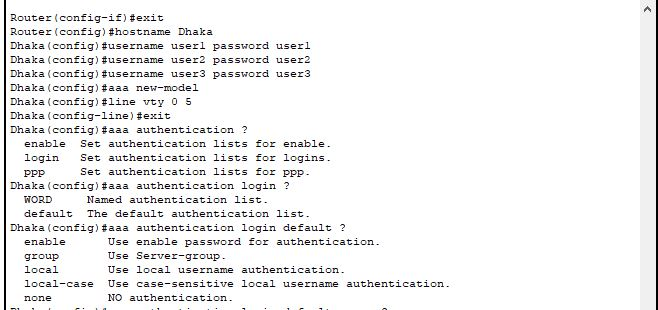 Router(config-if)#exit
Router(config)#hostname Dhaka
Dhaka(config)#username user1 password user1
Dhaka(config)#username user2 password user2
Dhaka(config)#username user3 password user3
Dhaka(config)#aaa new-model
Dhaka(config)#line vty 0 5
Dhaka(config-line)#exit
Dhaka(config)#aaa authentication ?
  enable  Set authentication lists for enable.
  login   Set authentication lists for logins.
  ppp     Set authentication lists for ppp.
Dhaka(config)#aaa authentication login ?
  WORD     Named authentication list.
  default  The default authentication list.
Dhaka(config)#aaa authentication login default ?
  enable      Use enable password for authentication.
  group       Use Server-group.
  local       Use local username authentication.
  local-case  Use case-sensitive local username authentication.
  none        NO authentication.